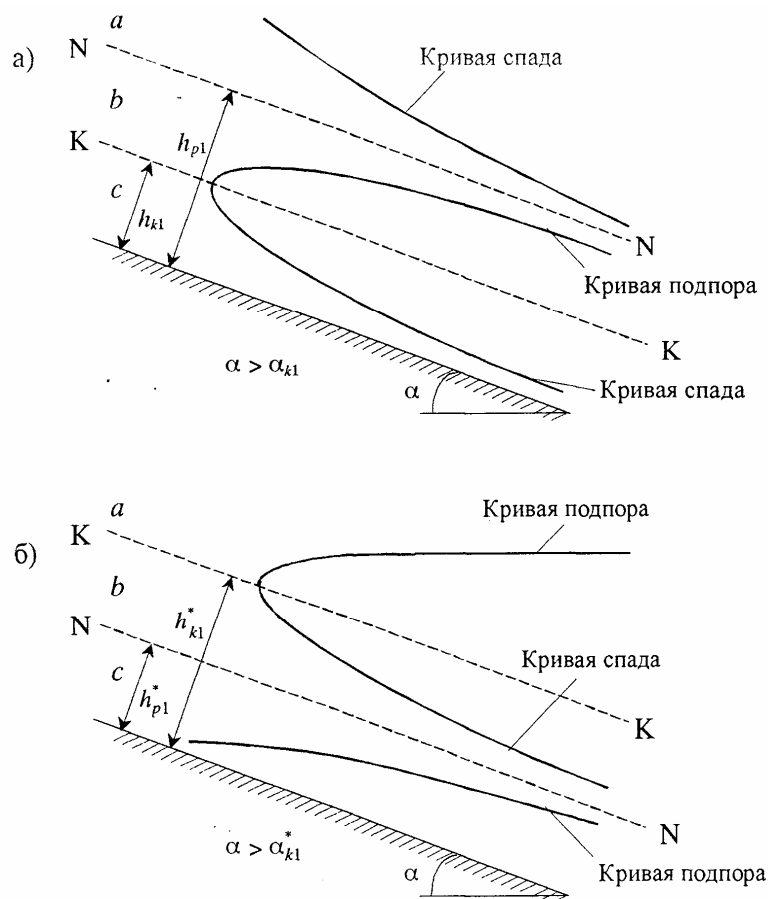 а)
a
N
b
K
c
h_{p1}
h_{k1}
Кривая спада
N
Кривая подпора
K
α > α_{k1}
α
Кривая спада
б)
a
K
b
N
c
h^*_{k1}
h^*_{p1}
Кривая подпора
Кривая спада
K
N
α > α^*_{k1}
α
Кривая подпора